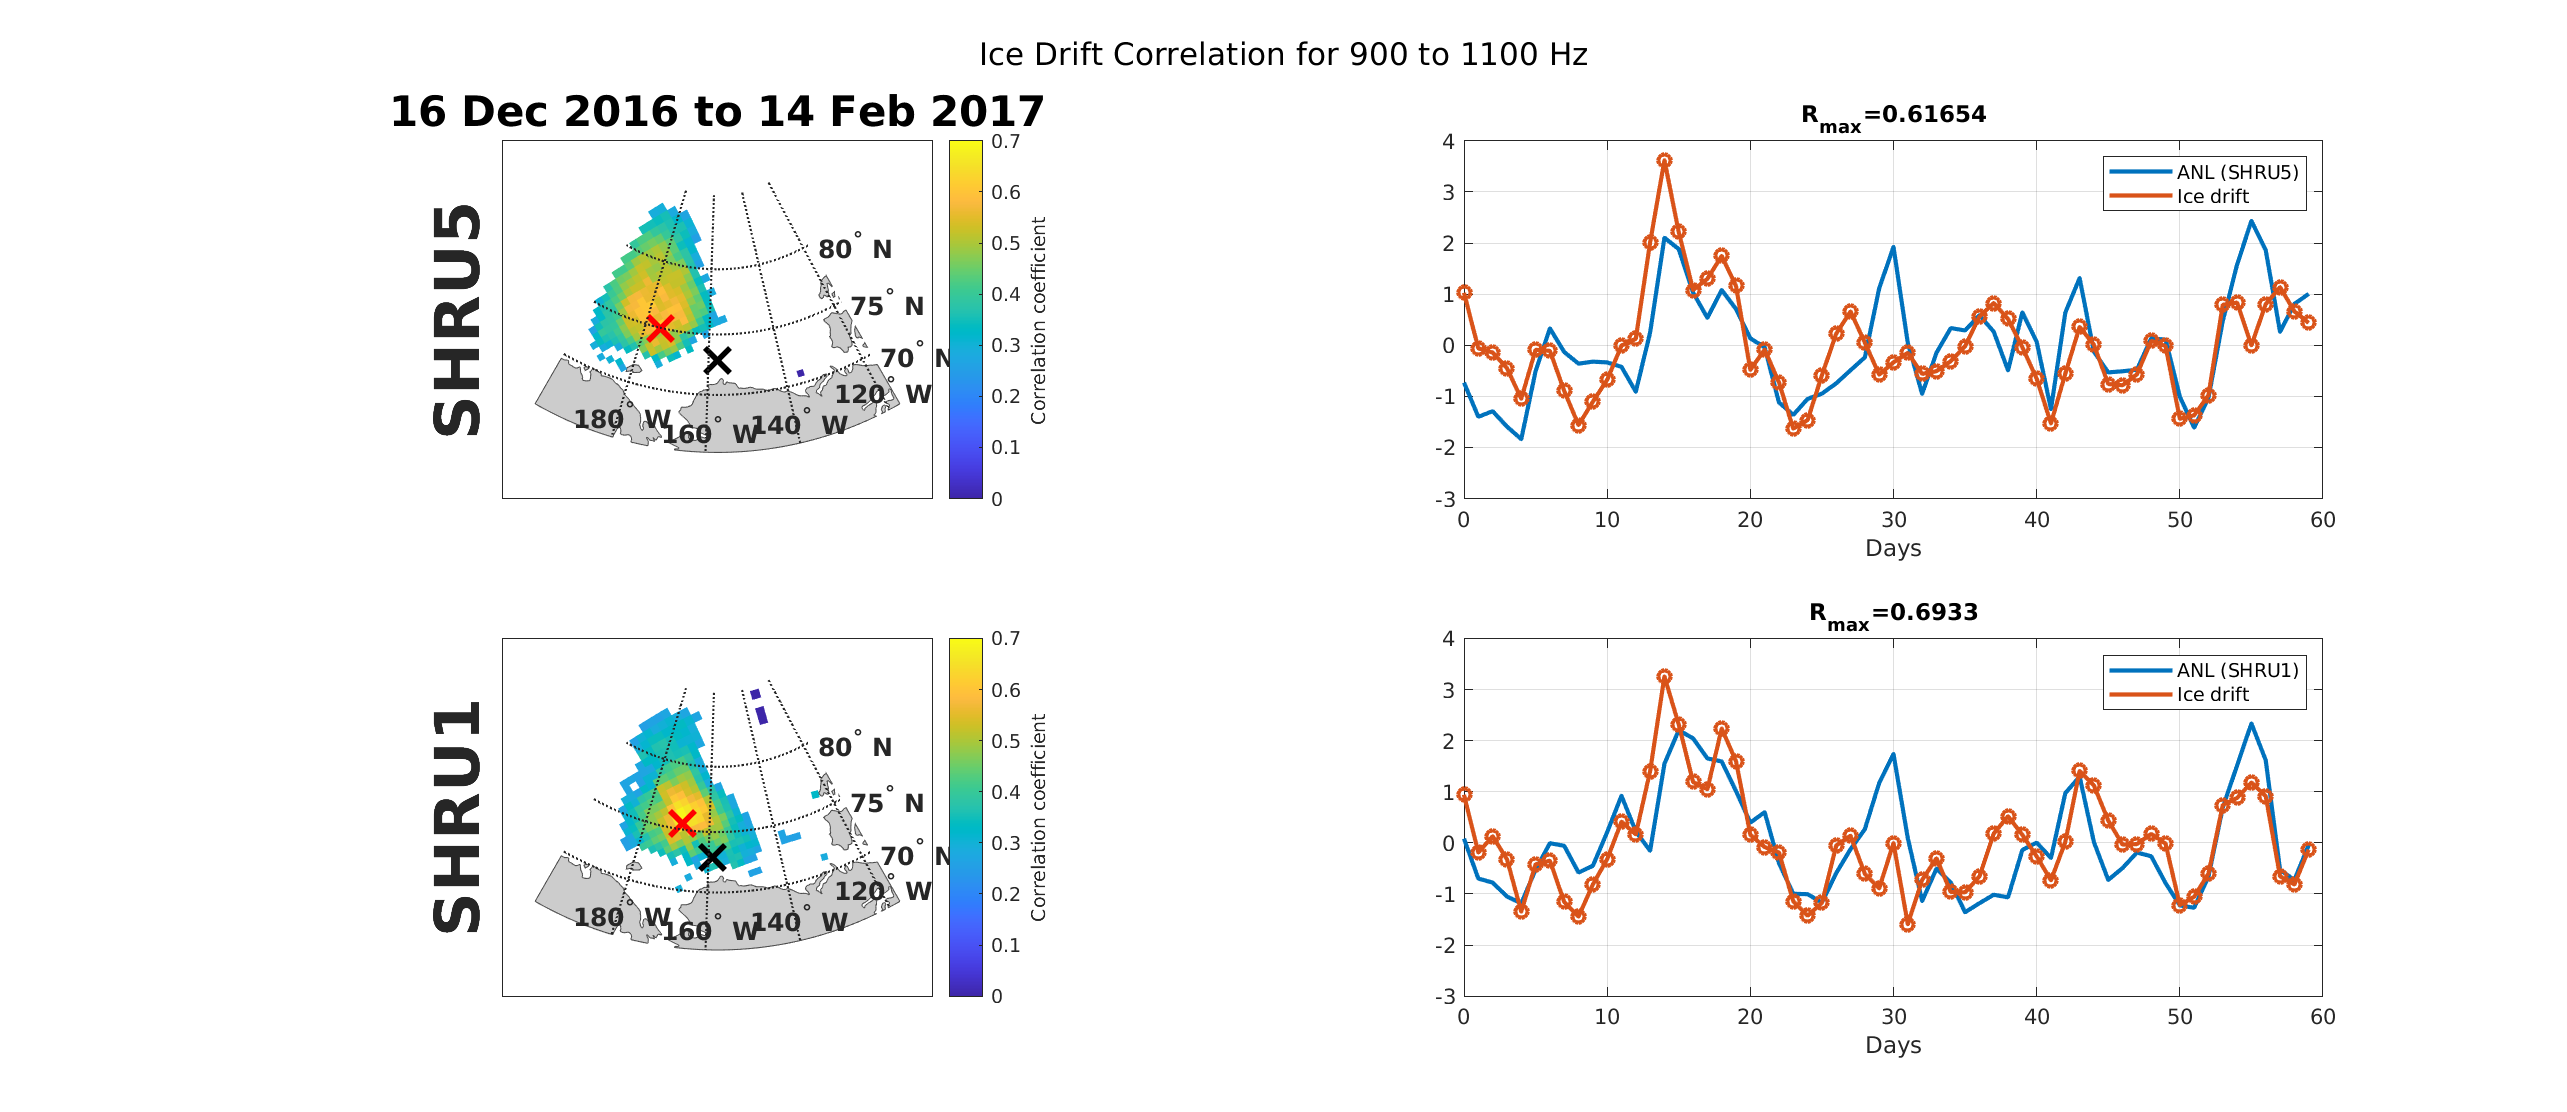 Ice Drift Correlation for 900 to 1100 Hz
16 Dec 2016 to 14 Feb 2017
SHRU5
80° N
75° N
70° N
120° W
180° W
160° W
140° W
0.7
0.6
0.5
0.4
0.3
0.2
0.1
0
Correlation coefficient
Rmax=0.61654
4
3
2
1
0
-1
-2
-3
0 10 20 30 40 50 60
Days
ANL (SHRU5)
Ice drift
SHRU1
80° N
75° N
70° N
120° W
180° W
160° W
140° W
0.7
0.6
0.5
0.4
0.3
0.2
0.1
0
Correlation coefficient
Rmax=0.6933
4
3
2
1
0
-1
-2
-3
0 10 20 30 40 50 60
Days
ANL (SHRU1)
Ice drift